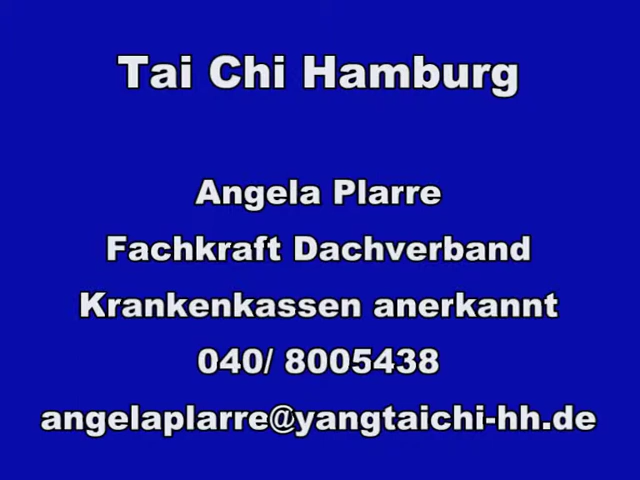 Tai Chi Hamburg
Angela Plarre
Fachkraft Dachverband
Krankenkassen anerkannt
040/ 8005438
angelaplarre@yangtaichi-hh.de